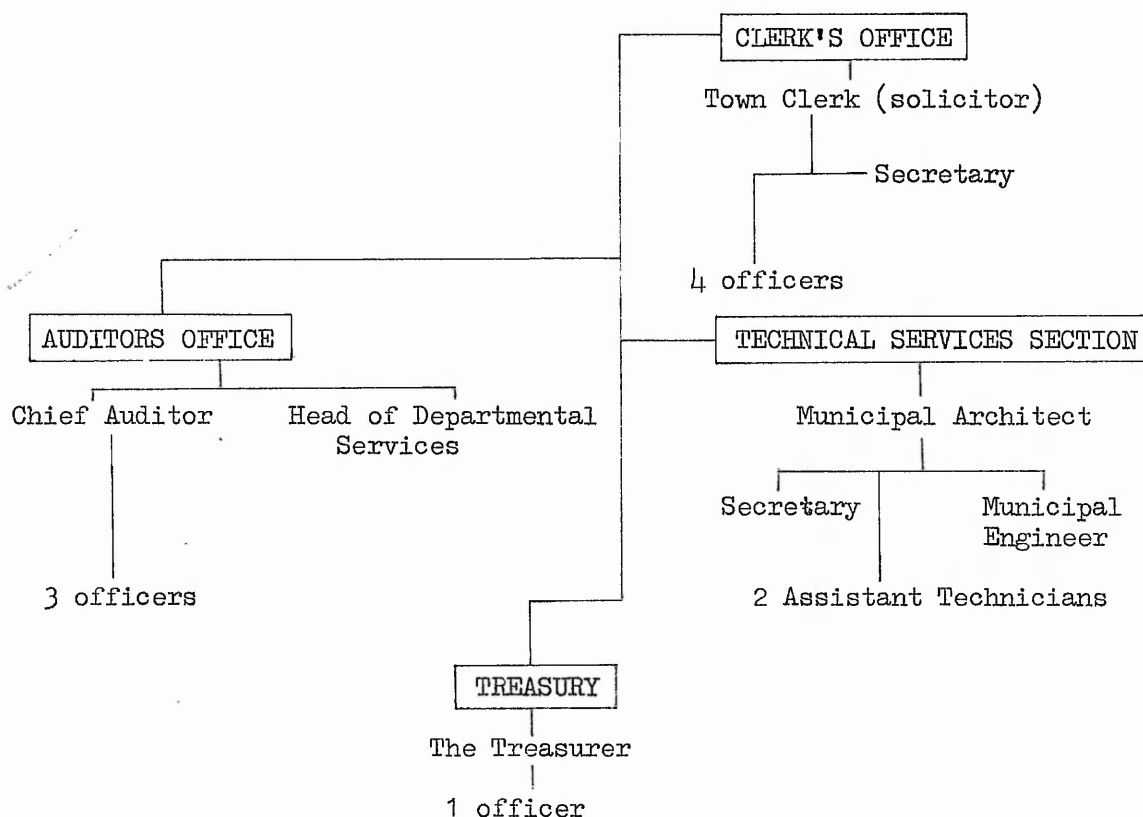 CLERK'S OFFICE
Town Clerk (solicitor)
Secretary
4 officers
AUDITORS OFFICE
Chief Auditor
Head of Departmental
Services
3 officers
TECHNICAL SERVICES SECTION
Municipal Architect
Secretary
Municipal
Engineer
2 Assistant Technicians
TREASURY
The Treasurer
1 officer